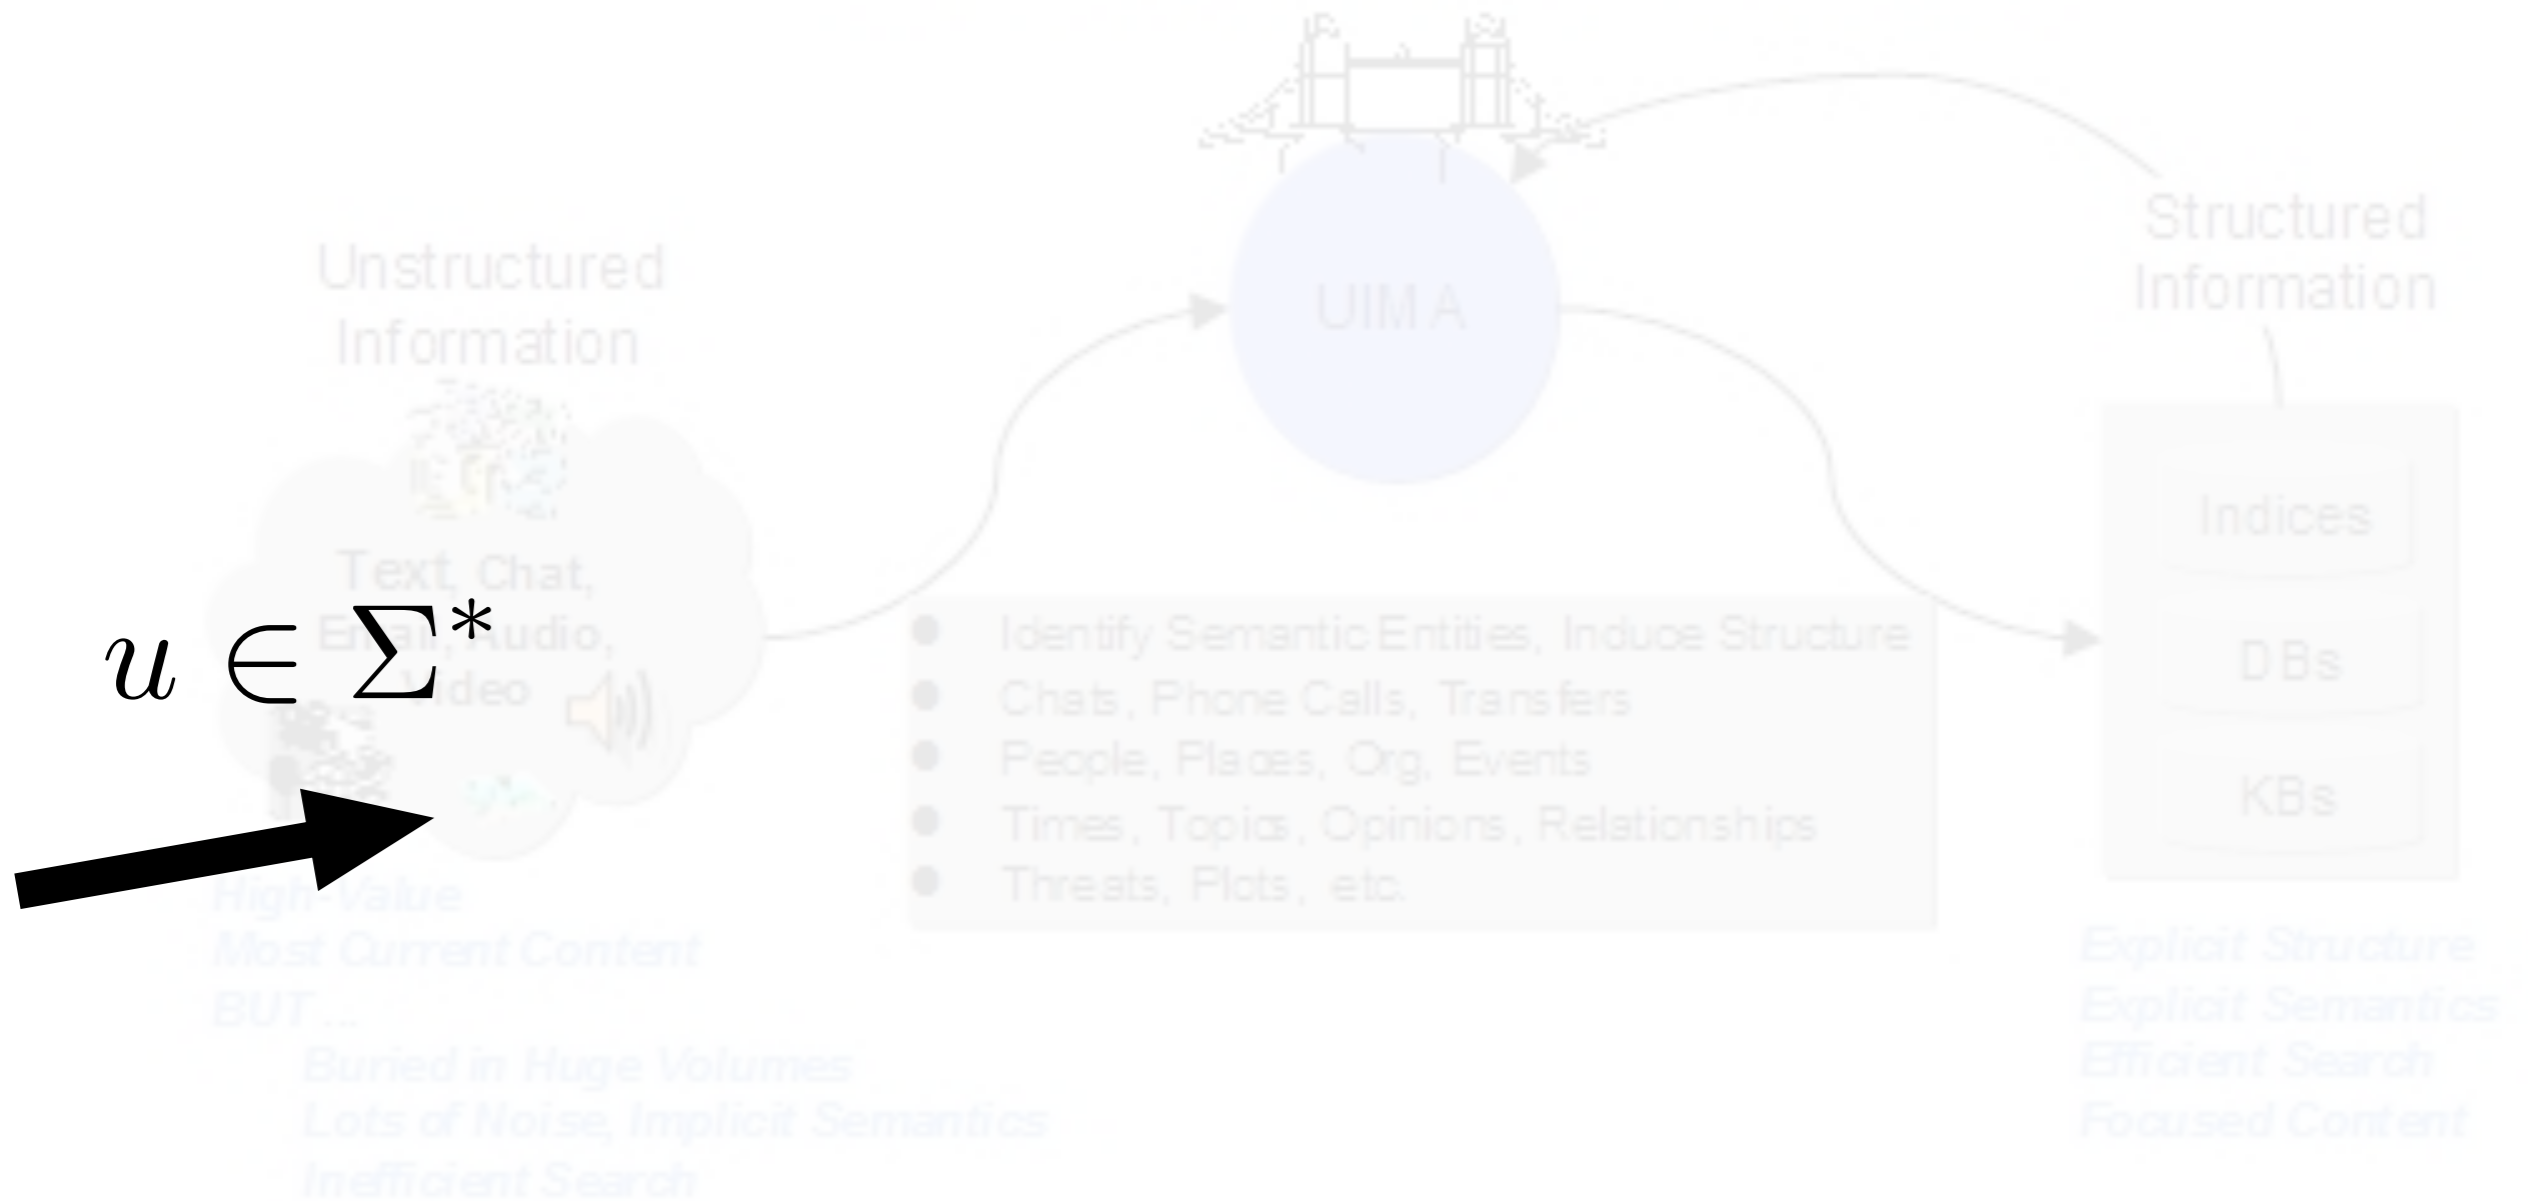 Unstructured
Information
Text, Chat,
Email, Audio,
Video
u ∈ Σ*
High-Value
Most Current Content
BUT ...
Buried in Huge Volumes
Lots of Noise, Implicit Semantics
Inefficient Search
UIMA
Identify Semantic Entities, Induce Structure
Chats, Phone Calls, Transfers
People, Places, Org, Events
Times, Topics, Opinions, Relationships
Threats, Plots, etc.
Structured
Information
Indices
DBs
KBs
Explicit Structure
Explicit Semantics
Efficient Search
Focused Content